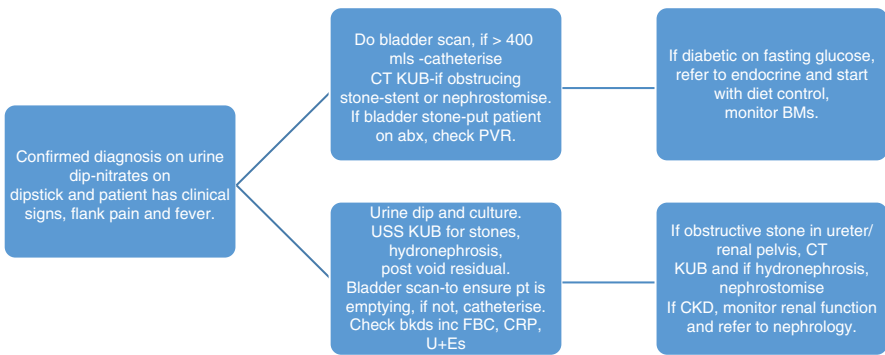 Confirmed diagnosis on urine
dip-nitrates on
dipstick and patient has clinical
signs, flank pain and fever.
Do bladder scan, if > 400
mls -catheterise
CT KUB-if obstrucing
stone-stent or nephrostomise.
If bladder stone-put patient
on abx, check PVR.
If diabetic on fasting glucose,
refer to endocrine and start
with diet control,
monitor BMs.
Urine dip and culture.
USS KUB for stones,
hydronephrosis,
post void residual.
Bladder scan-to ensure pt is
emptying, if not, catheterise.
Check bkds inc FBC, CRP,
U+Es
If obstructive stone in ureter/
renal pelvis, CT
KUB and if hydronephrosis,
nephrostomise
If CKD, monitor renal function
and refer to nephrology.